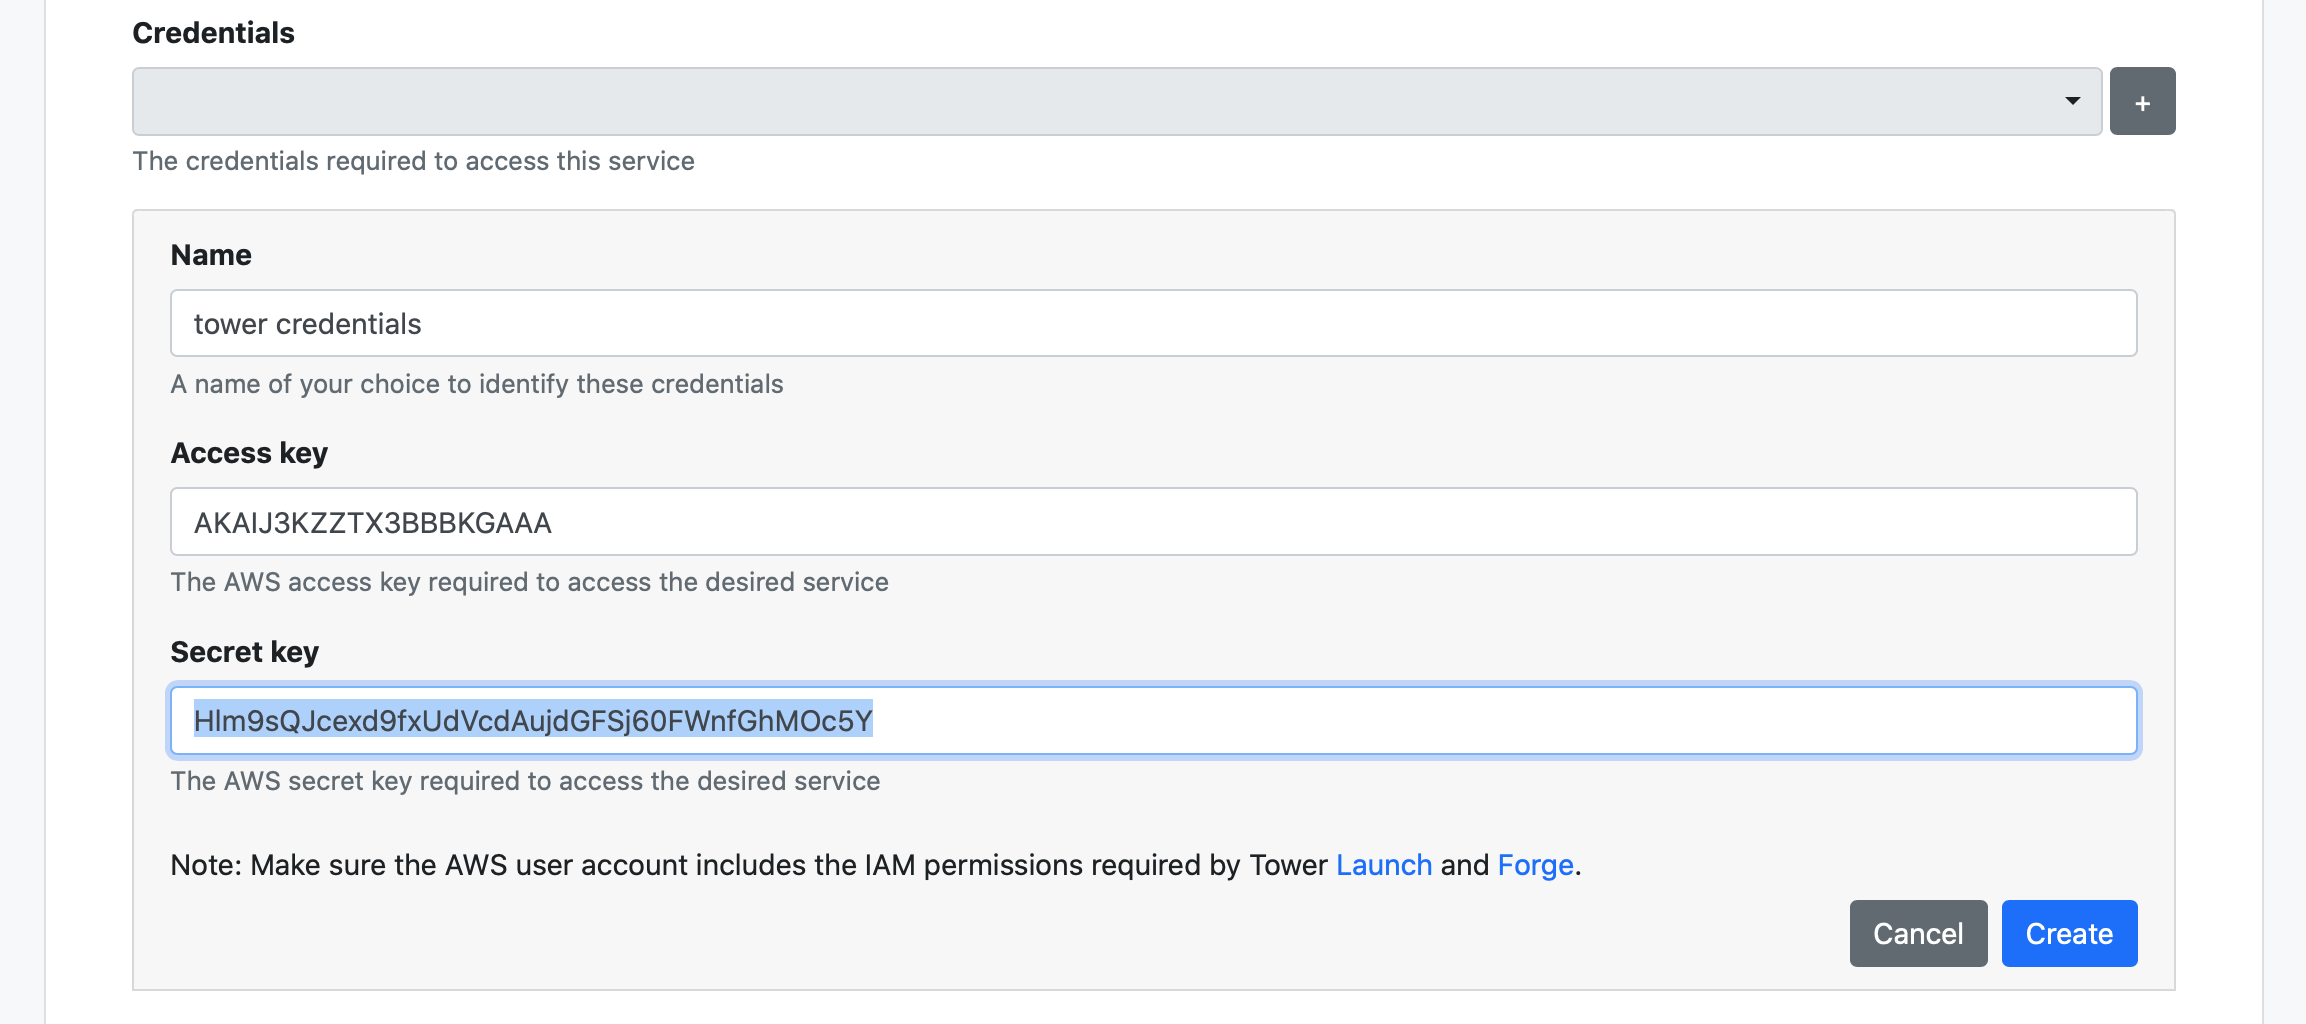 Credentials
+
The credentials required to access this service
Name
tower credentials
A name of your choice to identify these credentials
Access key
AKAIJ3KZZTX3BBBKGAAA
The AWS access key required to access the desired service
Secret key
Hlm9sQJcexd9fxUdVcdAujdGFSj60FWnfGhMOc5Y
The AWS secret key required to access the desired service
Note: Make sure the AWS user account includes the IAM permissions required by Tower Launch and Forge.
Cancel Create